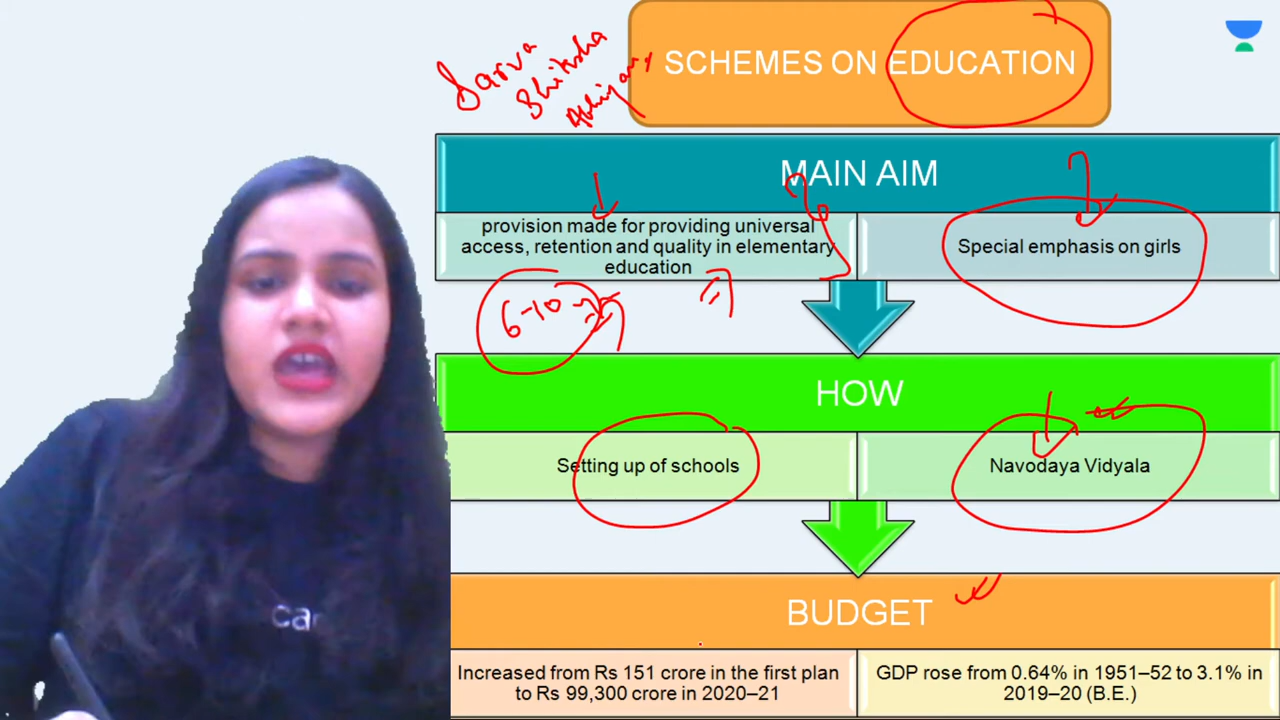 SCHEMES ON EDUCATION
Sarva
Shiksha
Abhiyan
MAIN AIM
provision made for providing universal
access, retention and quality in elementary
education
Special emphasis on girls
6-10
HOW
Setting up of schools
Navodaya Vidyala
BUDGET
Increased from Rs 151 crore in the first plan
to Rs 99,300 crore in 2020–21
GDP rose from 0.64% in 1951–52 to 3.1% in
2019–20 (B.E.)
car